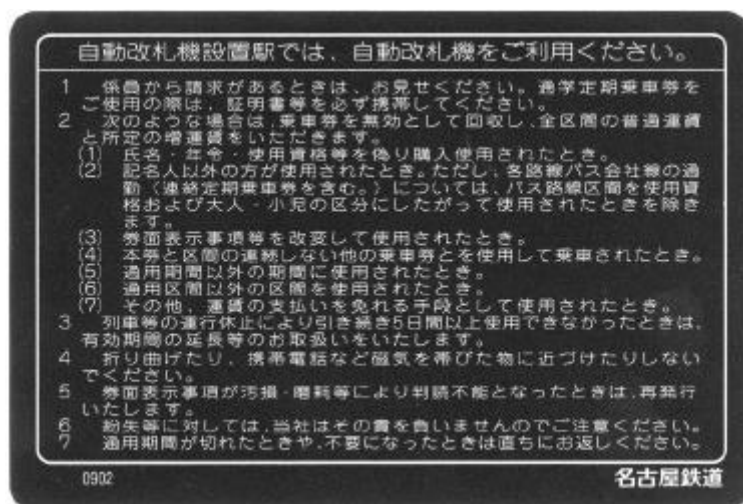 自動改札機設置駅では、自動改札機をご利用ください。
1 係員から請求があるときは、お見せください。通学定期乗車券を
ご使用の際は、証明書等を必ず携帯してください。
2 次のような場合は、乗車券を無効として回収し、全区間の普通運賃
と所定の増運賃をいただきます。
(1) 氏名・年令・使用資格等を偽り購入使用されたとき。
(2) 記名人以外の方が使用されたとき。ただし、各路線バス会社線の通
勤(連絡定期乗車券を含む。)については、バス路線区間を使用資
格および大人・小児の区分にしたがって使用されたときを除き
ます。
(3) 券面表示事項等を改変して使用されたとき。
(4) 本券と区間の連続しない他の乗車券とを使用して乗車されたとき。
(5) 通用期間以外の期間に使用されたとき。
(6) 通用区間以外の区間を使用されたとき。
(7) その他、運賃の支払いを免れる手段として使用されたとき。
3 列車等の運行休止により引き続き5日間以上使用できなかったときは、
有効期間の延長等のお取扱いをいたします。
4 折り曲げたり、携帯電話など磁気を帯びた物に近づけたりしない
でください。
5 券面表示事項が汚損・磨耗等により判読不能となったときは、再発行
いたします。
6 紛失等に対しては、当社はその責を負いませんのでご注意ください。
7 通用期間が切れたときや、不要になったときは直ちにお返しください。
0902
名古屋鉄道